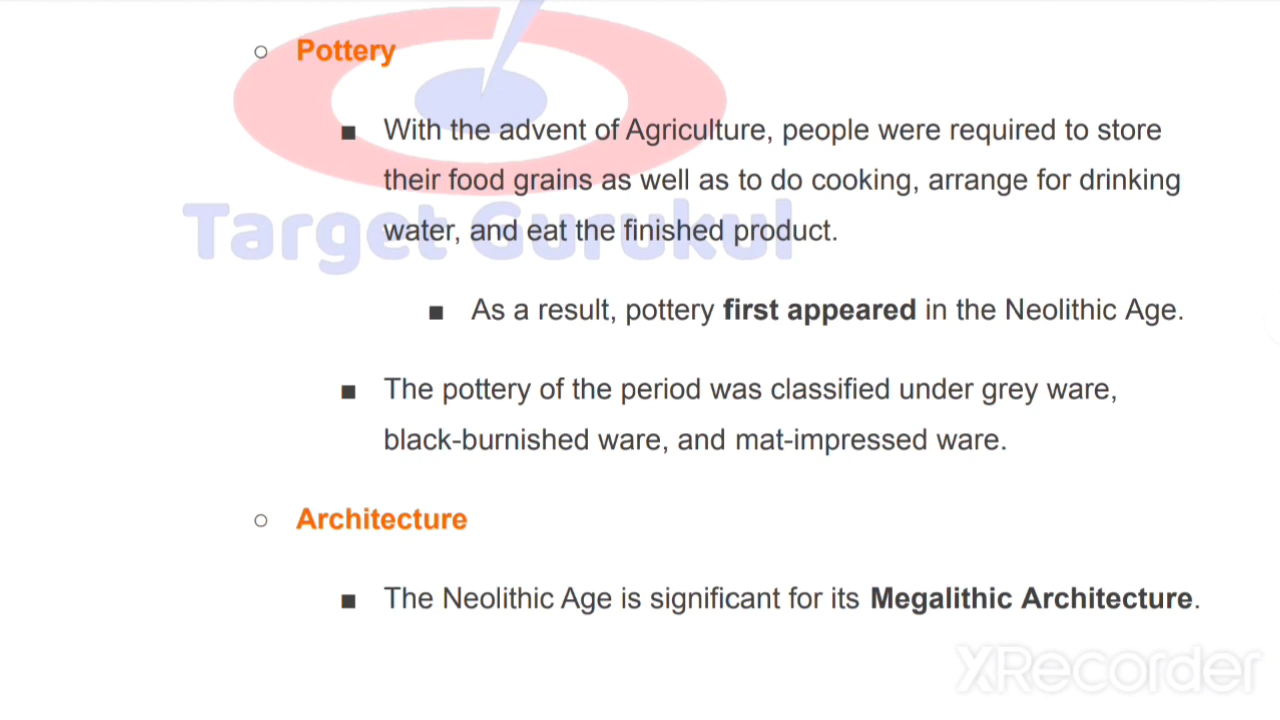 Pottery
With the advent of Agriculture, people were required to store
their food grains as well as to do cooking, arrange for drinking
Target Gurukul
water, and eat the finished product.
As a result, pottery first appeared in the Neolithic Age.
The pottery of the period was classified under grey ware,
black-burnished ware, and mat-impressed ware.
Architecture
The Neolithic Age is significant for its Megalithic Architecture.
XRecorder